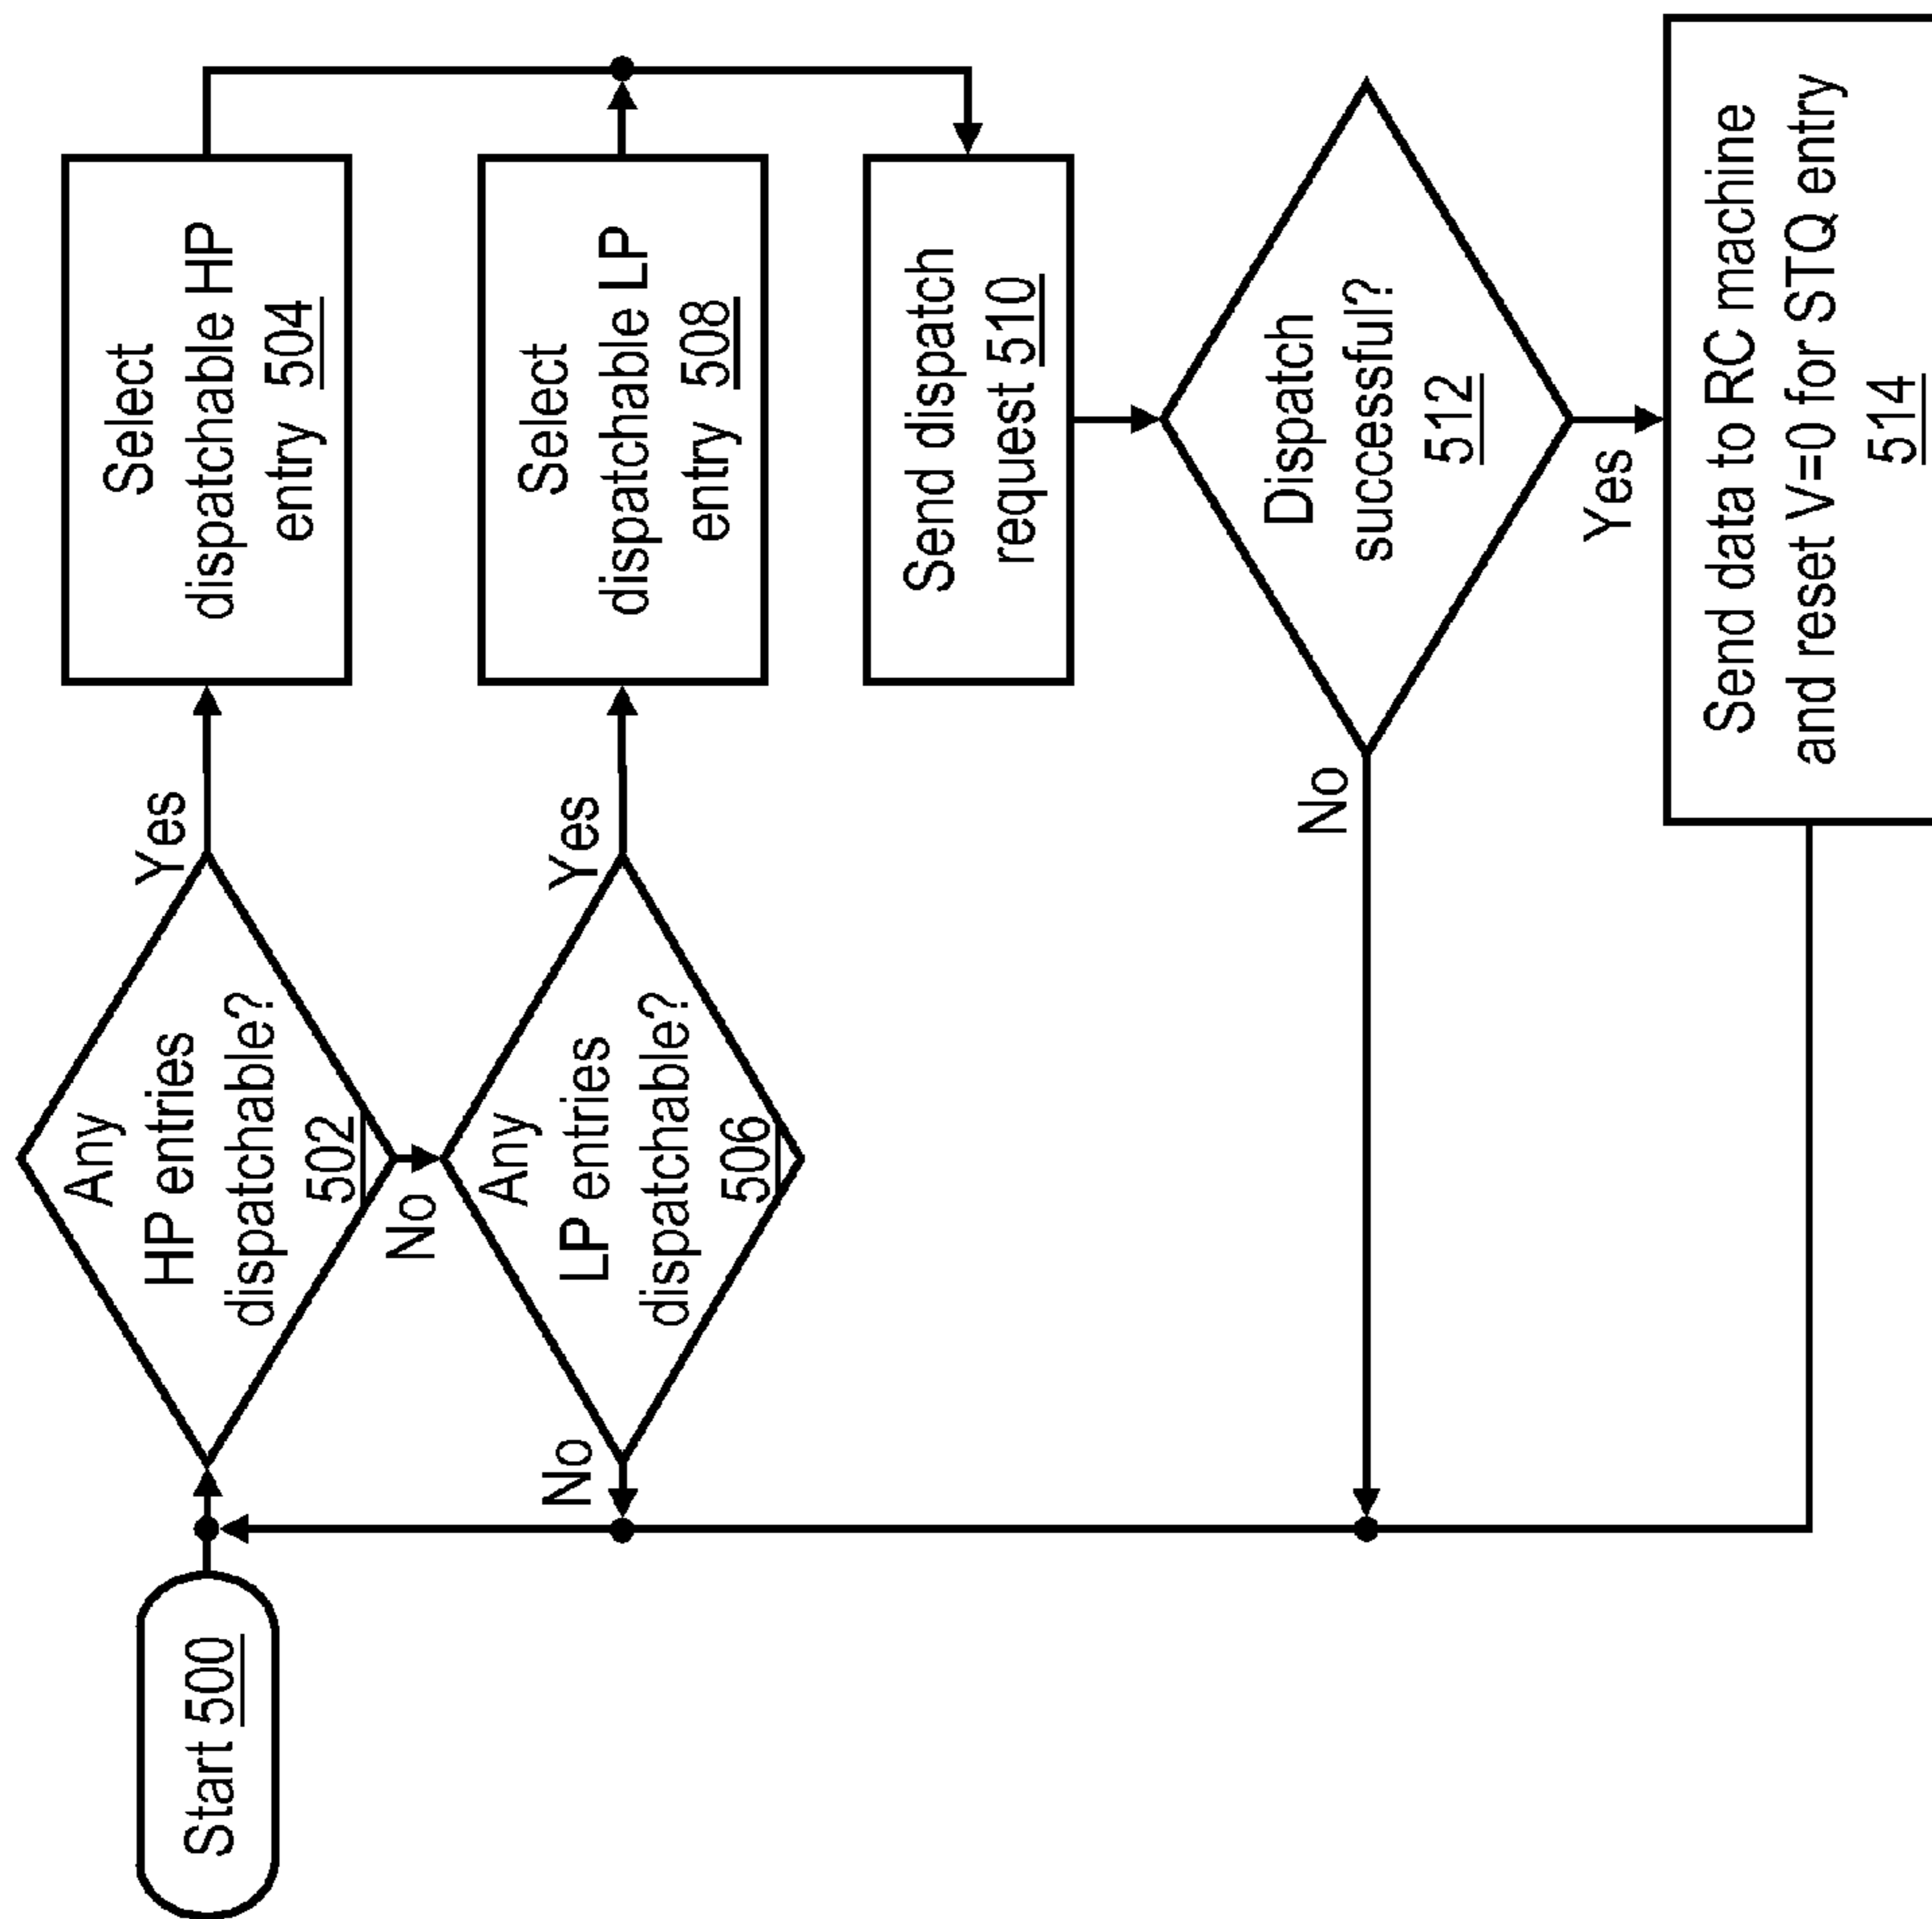 Start 500
Any
HP entries
dispatchable?
502
Yes
No
Select
dispatchable HP
entry 504
Any
LP entries
dispatchable?
506
Yes
No
Select
dispatchable LP
entry 508
Send dispatch
request 510
Dispatch
successful?
512
No
Yes
Send data to RC machine
and reset V=0 for STQ entry
514